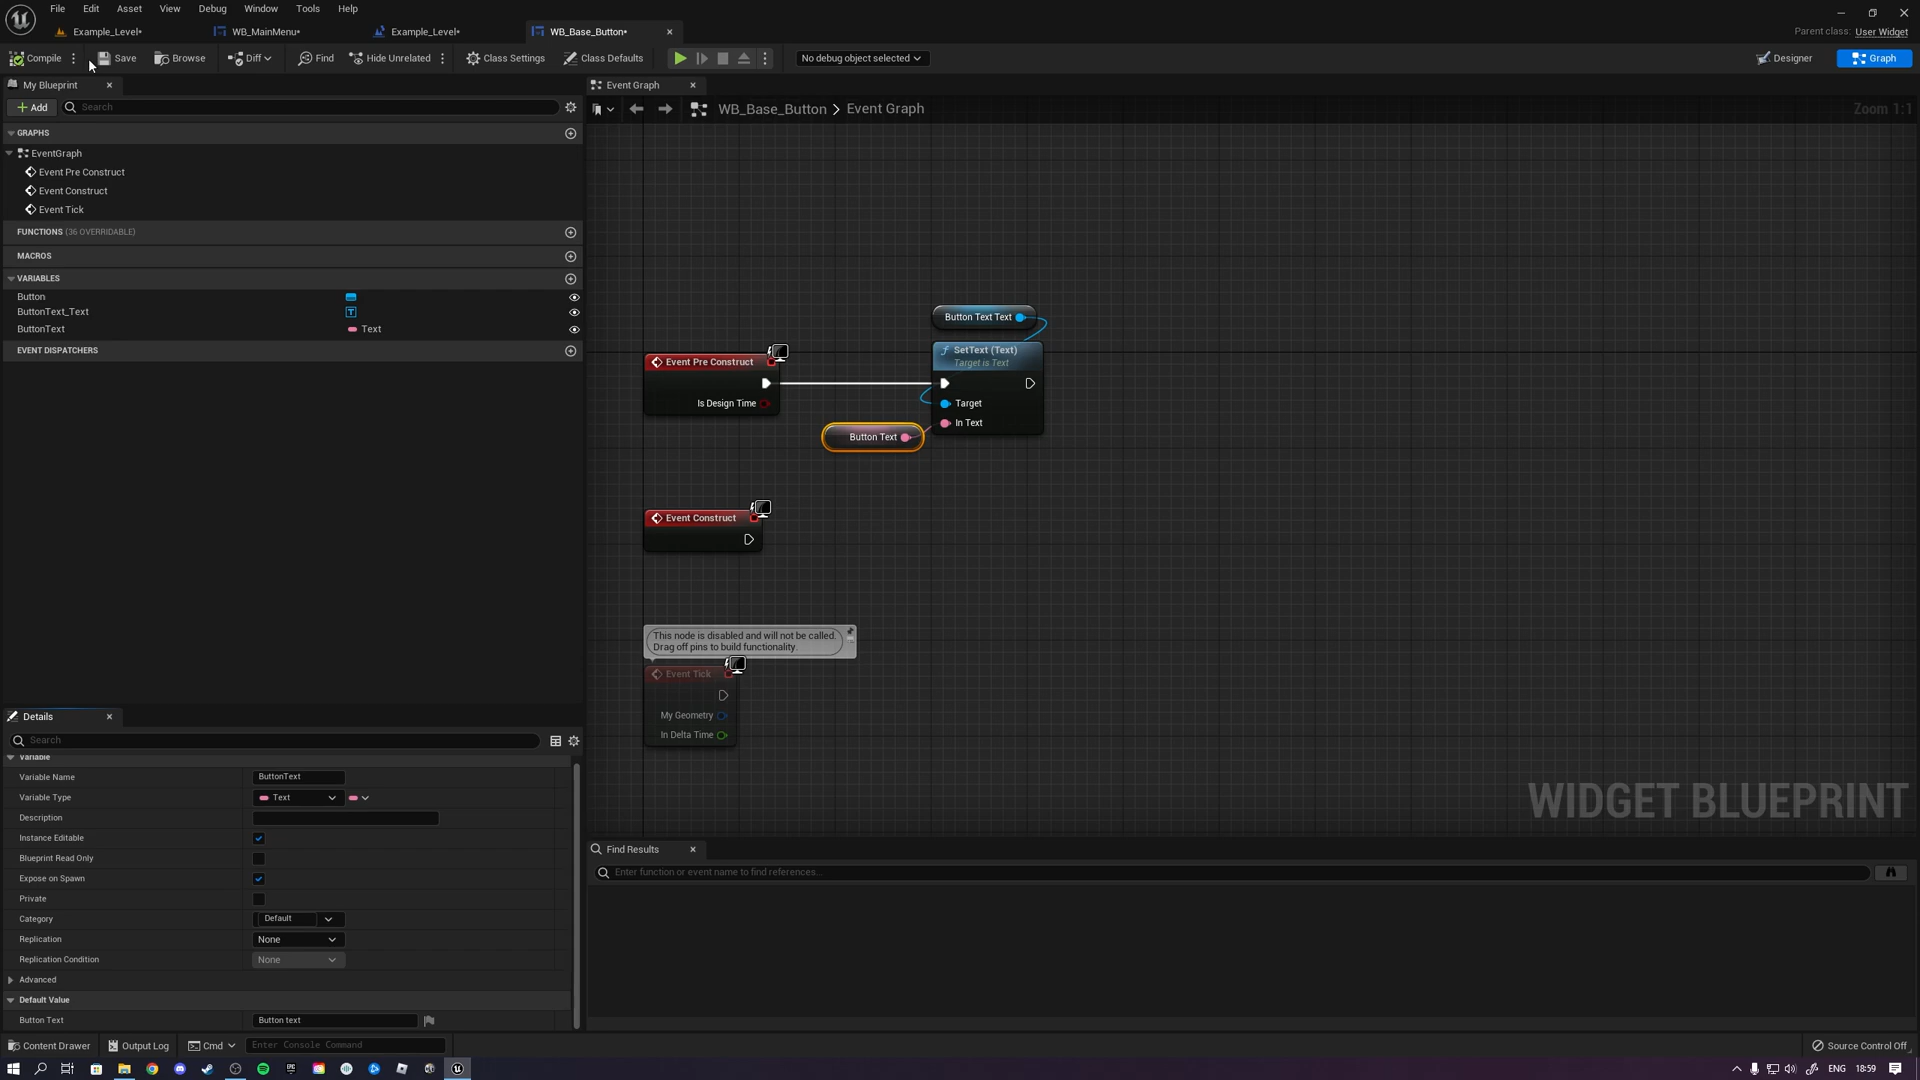 File Edit Asset View Debug Window Tools Help
Example_Level* WB_MainMenu* Example_Level* WB_Base_Button*
Parent class: User Widget
Compile Save Browse Diff Find Hide Unrelated Class Settings Class Defaults No debug object selected Designer Graph
My Blueprint
Add Search
GRAPHS
EventGraph
Event Pre Construct
Event Construct
Event Tick
FUNCTIONS (36 OVERRIDABLE)
MACROS
VARIABLES
Button
ButtonText_Text
ButtonText Text
EVENT DISPATCHERS
Event Graph
WB_Base_Button > Event Graph
Zoom 1:1
Button Text Text
SetText (Text)
Target is Text
Target
In Text
Event Pre Construct
Is Design Time
Button Text
Event Construct
This node is disabled and will not be called.
Drag off pins to build functionality.
Event Tick
My Geometry
In Delta Time
WIDGET BLUEPRINT
Details
Search
Variable
Variable Name ButtonText
Variable Type Text
Description
Instance Editable
Blueprint Read Only
Expose on Spawn
Private
Category Default
Replication None
Replication Condition None
Advanced
Default Value
Button Text Button text
Find Results
Enter function or event name to find references...
Content Drawer Output Log Cmd Enter Console Command
Source Control Off
ENG 18:59